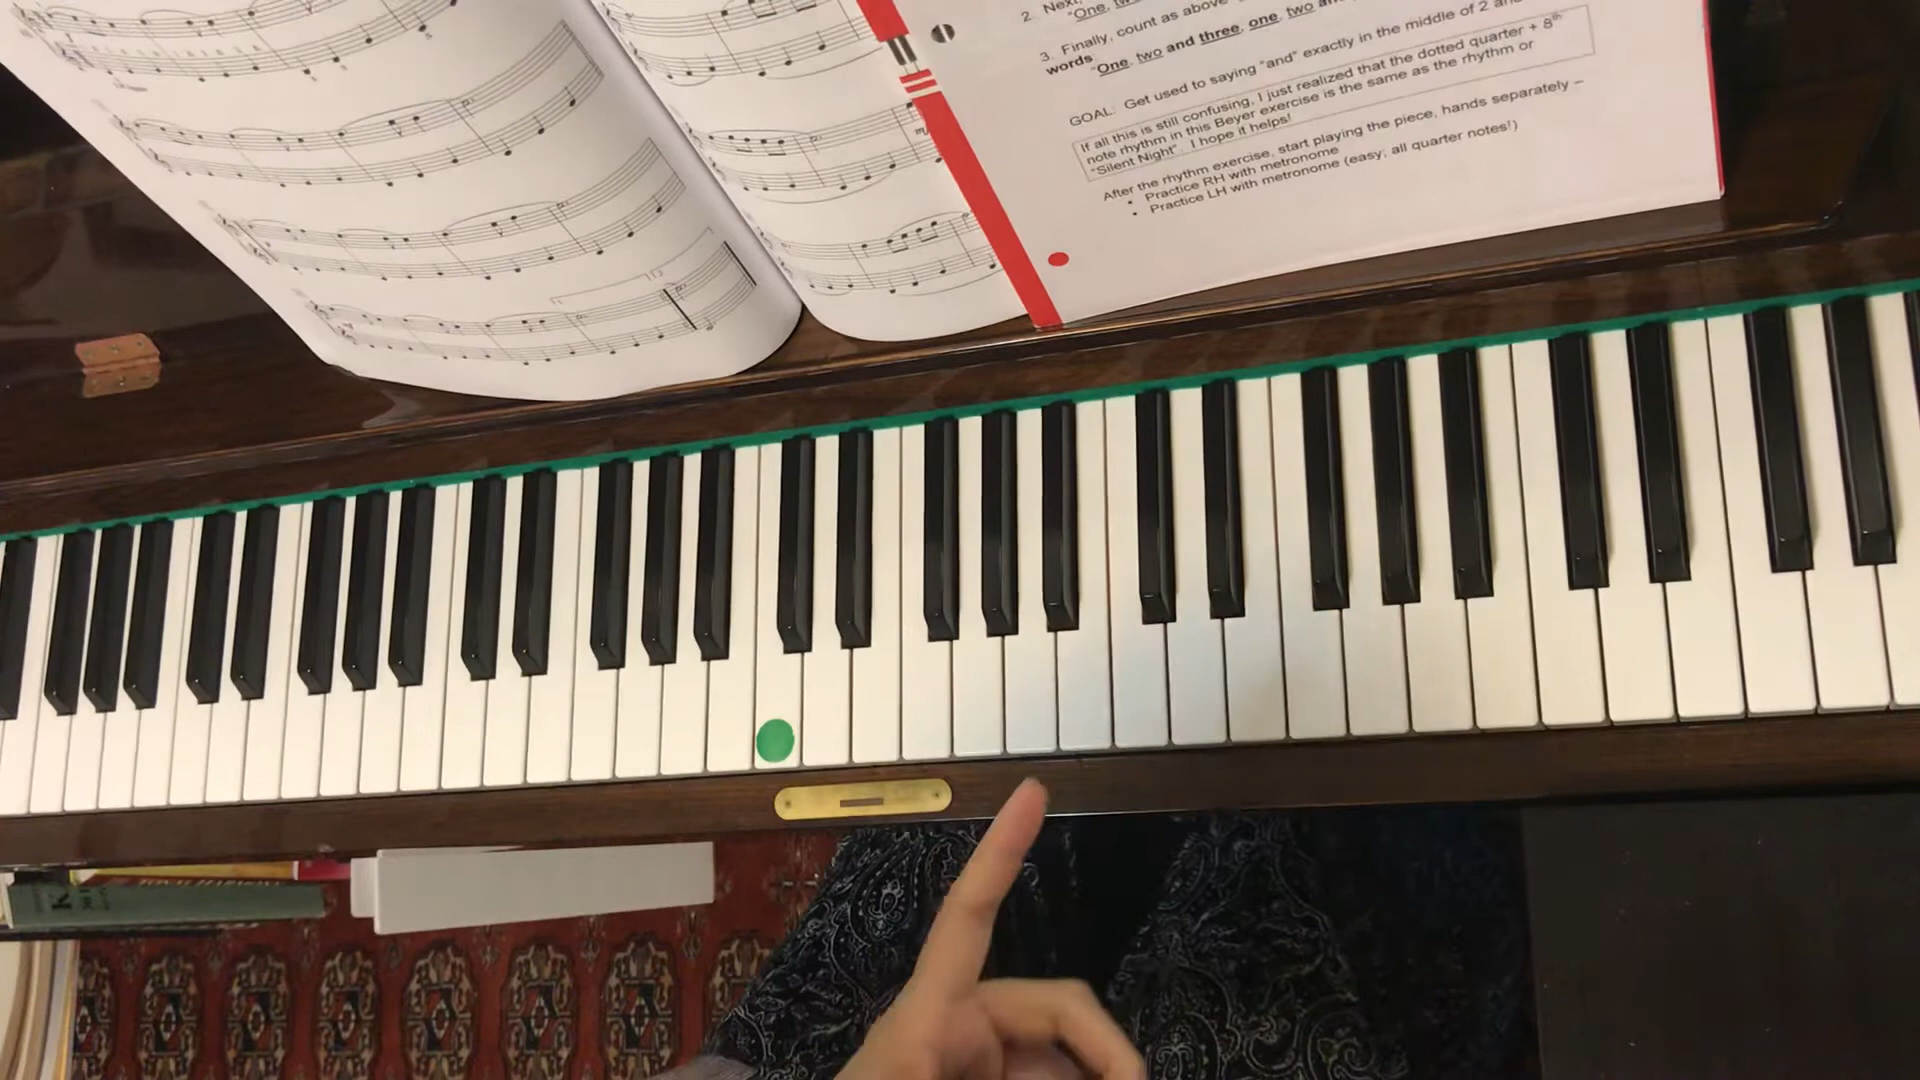 2. Next,
"One,
3. Finally, count as above
words:
"One, two and three, one, two
GOAL: Get used to saying "and" exactly in the middle of 2 and
If all this is still confusing, I just realized that the dotted quarter + 8th
note rhythm in this Beyer exercise is the same as the rhythm or
"Silent Night". I hope it helps!
After the rhythm exercise, start playing the piece, hands separately –
• Practice RH with metronome
• Practice LH with metronome (easy, all quarter notes!)